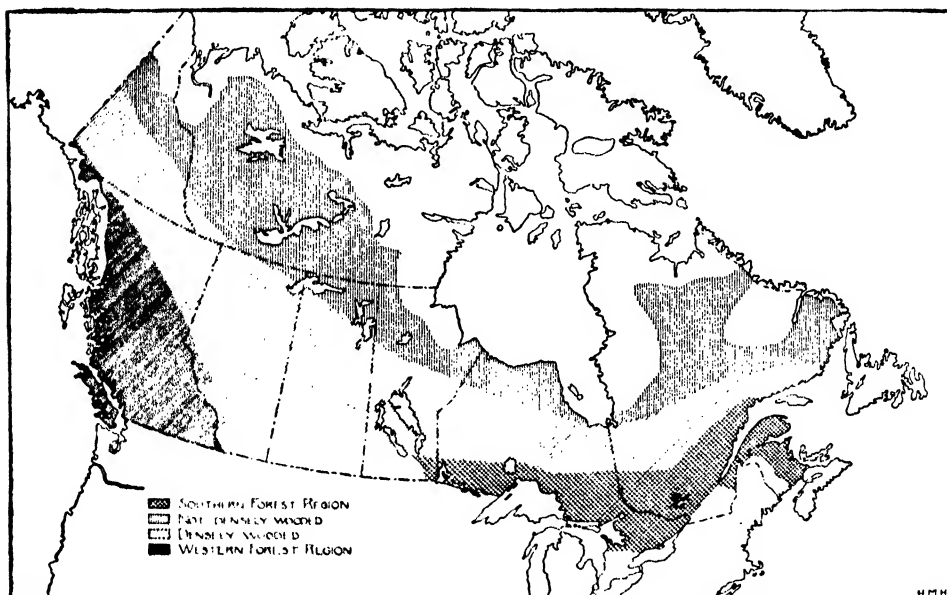 SOUTHERN FOREST REGION
NOT DENSELY WOODED
DENSELY WOODED
WESTERN FOREST REGION
H.M.H.